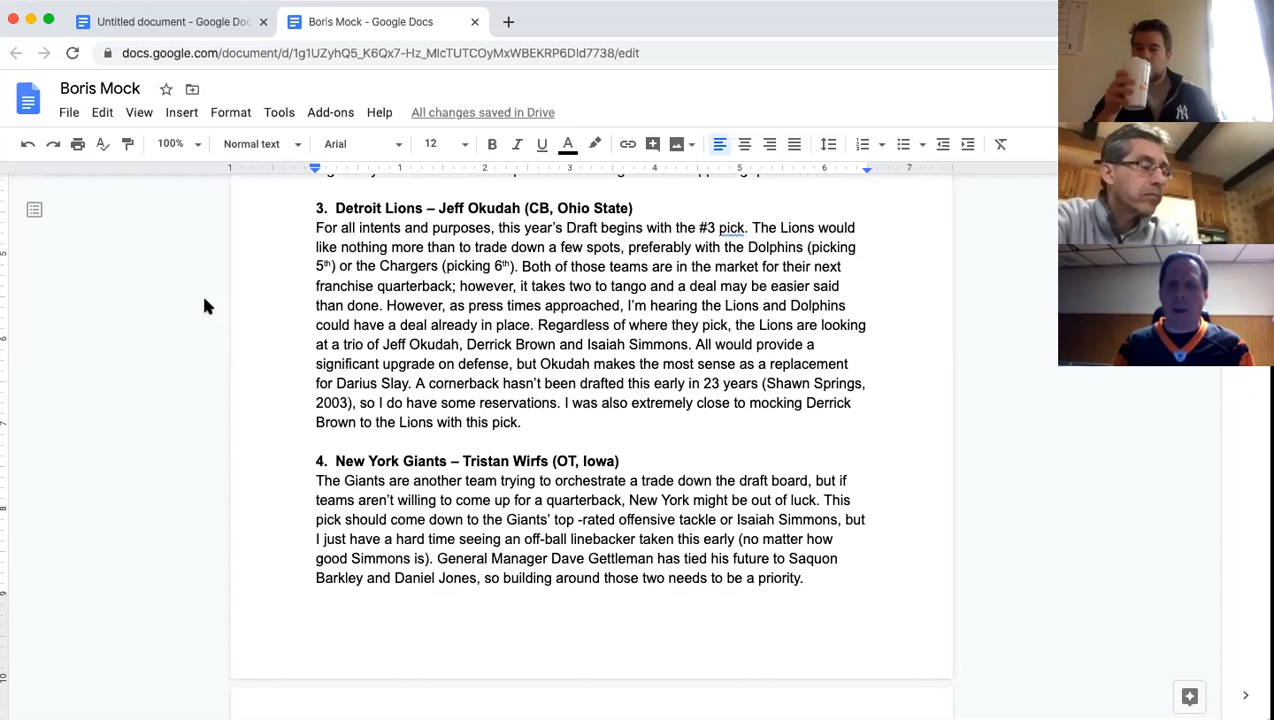 Untitled document - Google Doc
Boris Mock - Google Docs
docs.google.com/document/d/1g1UZyhQ5_K6Qx7-Hz_MlcTUTCOyMxWBEKRP6DId7738/edit
Boris Mock
File Edit View Insert Format Tools Add-ons Help All changes saved in Drive
100% Normal text Arial 12
1 1 2 3 4 5 6 7
3. Detroit Lions – Jeff Okudah (CB, Ohio State)
For all intents and purposes, this year's Draft begins with the #3 pick. The Lions would
like nothing more than to trade down a few spots, preferably with the Dolphins (picking
5th) or the Chargers (picking 6th). Both of those teams are in the market for their next
franchise quarterback; however, it takes two to tango and a deal may be easier said
than done. However, as press times approached, I'm hearing the Lions and Dolphins
could have a deal already in place. Regardless of where they pick, the Lions are looking
at a trio of Jeff Okudah, Derrick Brown and Isaiah Simmons. All would provide a
significant upgrade on defense, but Okudah makes the most sense as a replacement
for Darius Slay. A cornerback hasn't been drafted this early in 23 years (Shawn Springs,
2003), so I do have some reservations. I was also extremely close to mocking Derrick
Brown to the Lions with this pick.
4. New York Giants – Tristan Wirfs (OT, Iowa)
The Giants are another team trying to orchestrate a trade down the draft board, but if
teams aren't willing to come up for a quarterback, New York might be out of luck. This
pick should come down to the Giants' top -rated offensive tackle or Isaiah Simmons, but
I just have a hard time seeing an off-ball linebacker taken this early (no matter how
good Simmons is). General Manager Dave Gettleman has tied his future to Saquon
Barkley and Daniel Jones, so building around those two needs to be a priority.